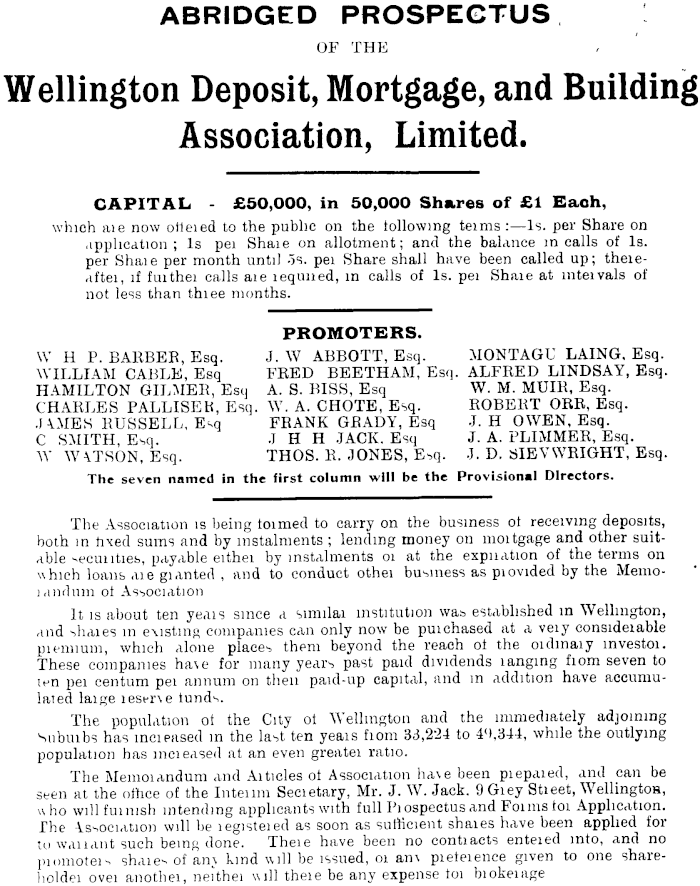 ABRIDGED PROSPECTUS
OF THE
Wellington Deposit, Mortgage, and Building
Association, Limited.
CAPITAL - £50,000, in 50,000 Shares of £1 Each,
which are now offered to the public on the following terms :—1s. per Share on
application ; 1s per Share on allotment ; and the balance in calls of 1s.
per Share per month until 5s. per Share shall have been called up ; there-
after, if further calls are required, in calls of 1s. per Share at intervals of
not less than three months.
PROMOTERS.
W H P. BARBER, Esq. J. W ABBOTT, Esq. MONTAGU LAING, Esq.
WILLIAM CABLE, Esq FRED BEETHAM, Esq. ALFRED LINDSAY, Esq.
HAMILTON GILMER, Esq A. S. BISS, Esq W. M. MUIR, Esq.
CHARLES PALLISER, Esq. W. A. CHOTE, Esq. ROBERT ORR, Esq.
JAMES RUSSELL, Esq FRANK GRADY, Esq J. H OWEN, Esq.
C SMITH, Esq. J H H JACK, Esq J. A. PLIMMER, Esq.
W WATSON, Esq. THOS. R. JONES, Esq. J. D. SIEVWRIGHT, Esq.
The seven named in the first column will be the Provisional Directors.
The Association is being formed to carry on the business of receiving deposits,
both in fixed sums and by instalments ; lending money on mortgage and other suit-
able securities, payable either by instalments or at the expiration of the terms on
which loans are granted , and to conduct other business as provided by the Memo-
randum of Association
It is about ten years since a similar institution was established in Wellington,
and shares in existing companies can only now be purchased at a very considerable
premium, which alone places them beyond the reach of the ordinary investor.
These companies have for many years past paid dividends ranging from seven to
ten per centum per annum on their paid-up capital, and in addition have accumu-
lated large reserve funds.
The population of the City of Wellington and the immediately adjoining
Suburbs has increased in the last ten years from 33,224 to 49,344, while the outlying
population has increased at an even greater ratio.
The Memorandum and Articles of Association have been prepared, and can be
seen at the office of the Interim Secretary, Mr. J. W. Jack. 9 Grey Street, Wellington,
who will furnish intending applicants with full Prospectus and Forms for Application.
The Association will be registered as soon as sufficient shares have been applied for
to warrant such being done. There have been no contracts entered into, and no
promoters shares of any kind will be issued, or any preference given to one share-
holder over another, neither will there be any expense for brokerage